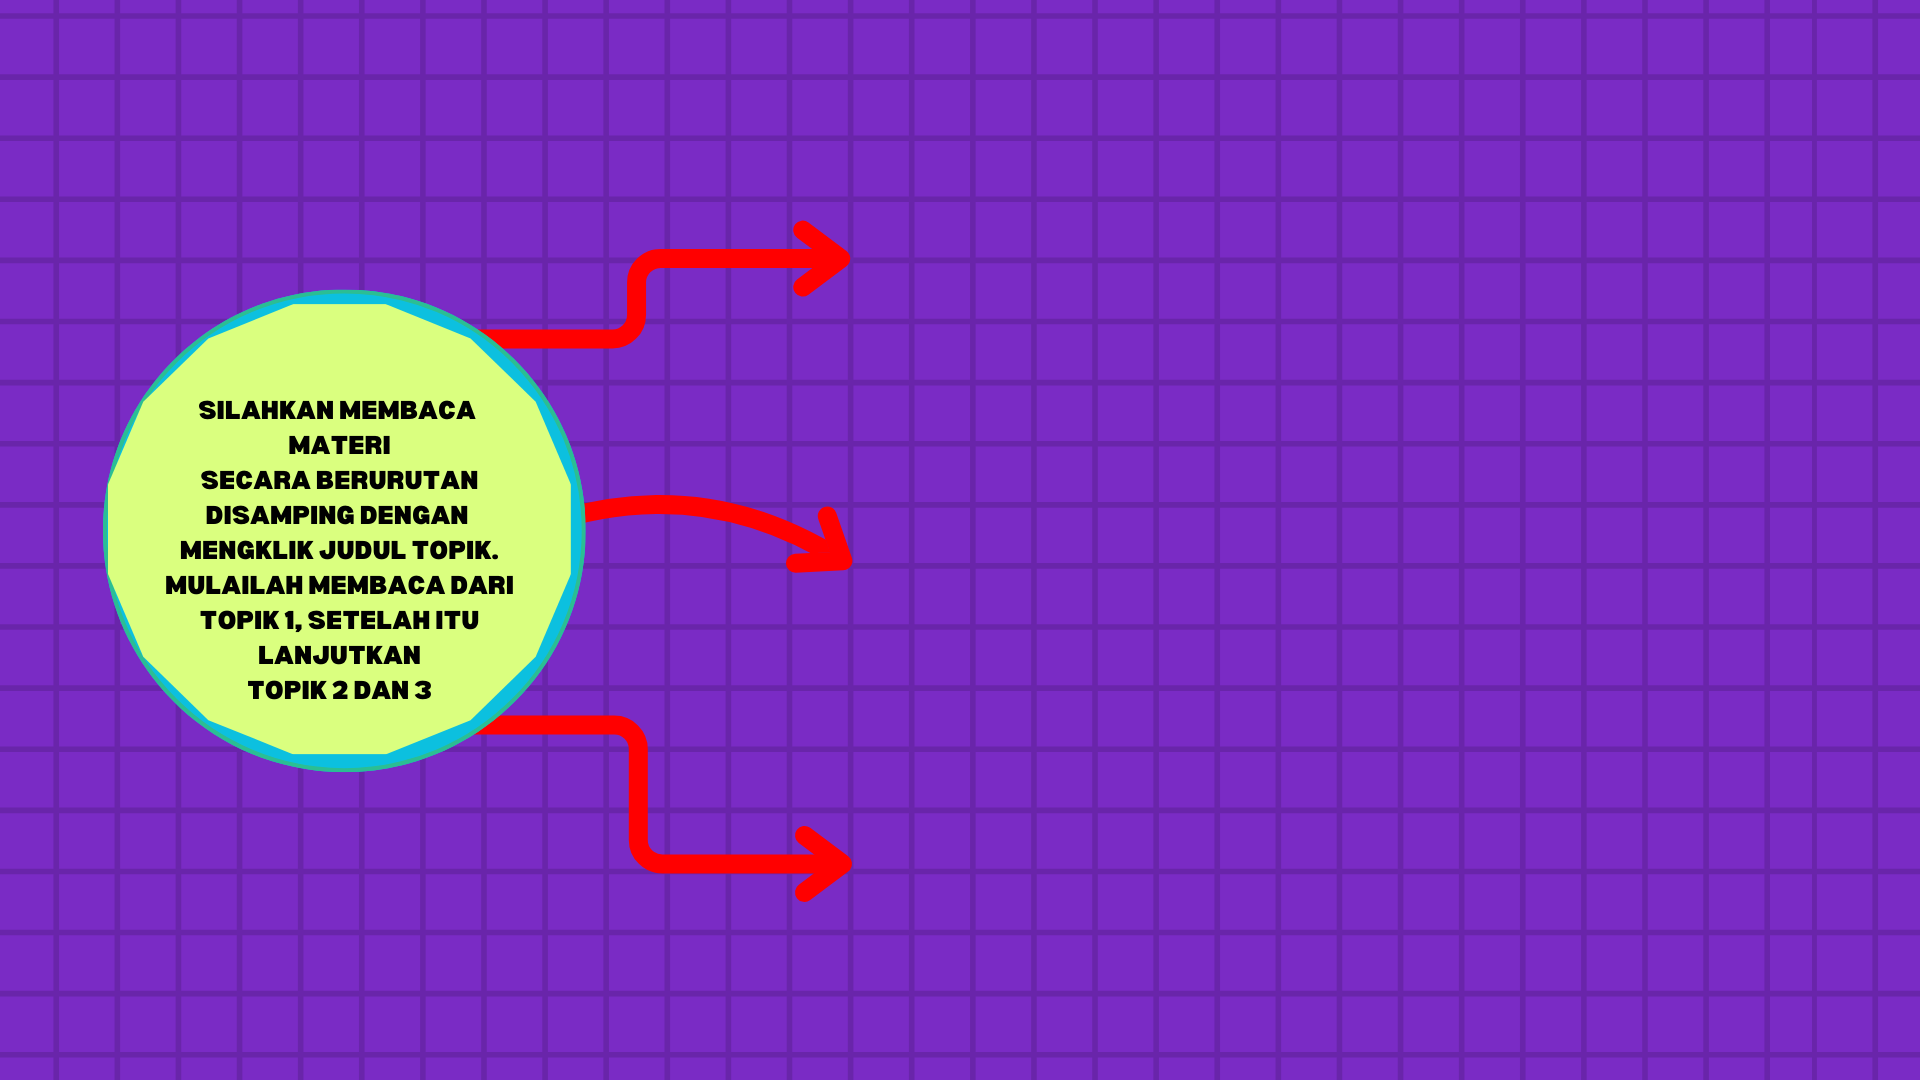 SILAHKAN MEMBACA
MATERI
SECARA BERURUTAN
DISAMPING DENGAN
MENGKLIK JUDUL TOPIK.
MULAILAH MEMBACA DARI
TOPIK 1, SETELAH ITU
LANJUTKAN
TOPIK 2 DAN 3